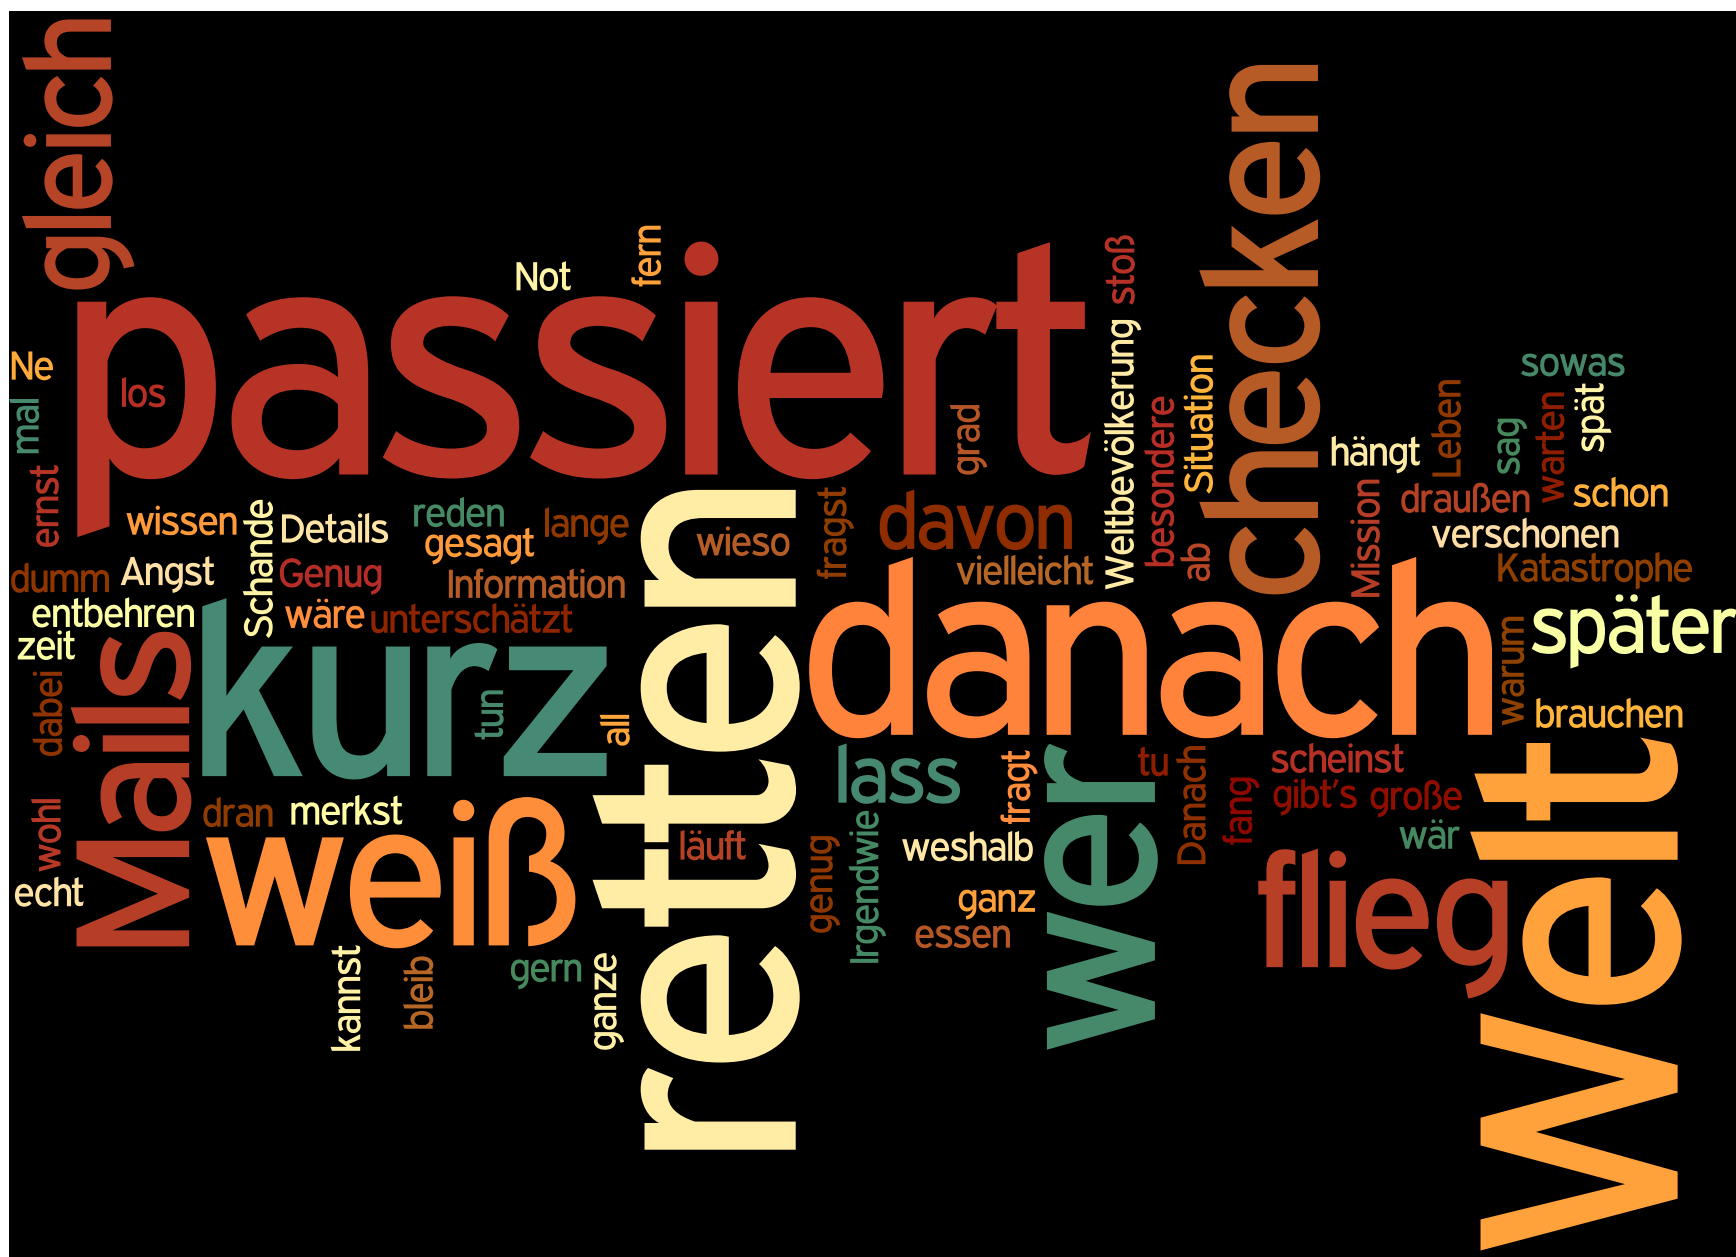 gleich
checken
Not
fern
passiert
stoß
Ne
los
mal
grad
Weltbevölkerung
besondere
Situation
sowas
spät
Leben
sag
warten
hängt
ernst
wissen
Schande
Details
reden
gesagt
lange
wieso
fragst
davon
vielleicht
ab
Mission
draußen
schon
verschonen
Katastrophe
dumm
Angst
Genug
Information
entbehren
wäre
unterschätzt
zeit
Mails
kurz
retten
danach
warum
später
dabei
tun
all
brauchen
lass
fragt
wer
tu
Danach
scheinst
gibt's
große
fang
wär
welt
wohl
dran
merkst
weiß
läuft
genug
Irgendwie
weshalb
ganz
essen
flieg
echt
kannst
bleib
gern
ganze